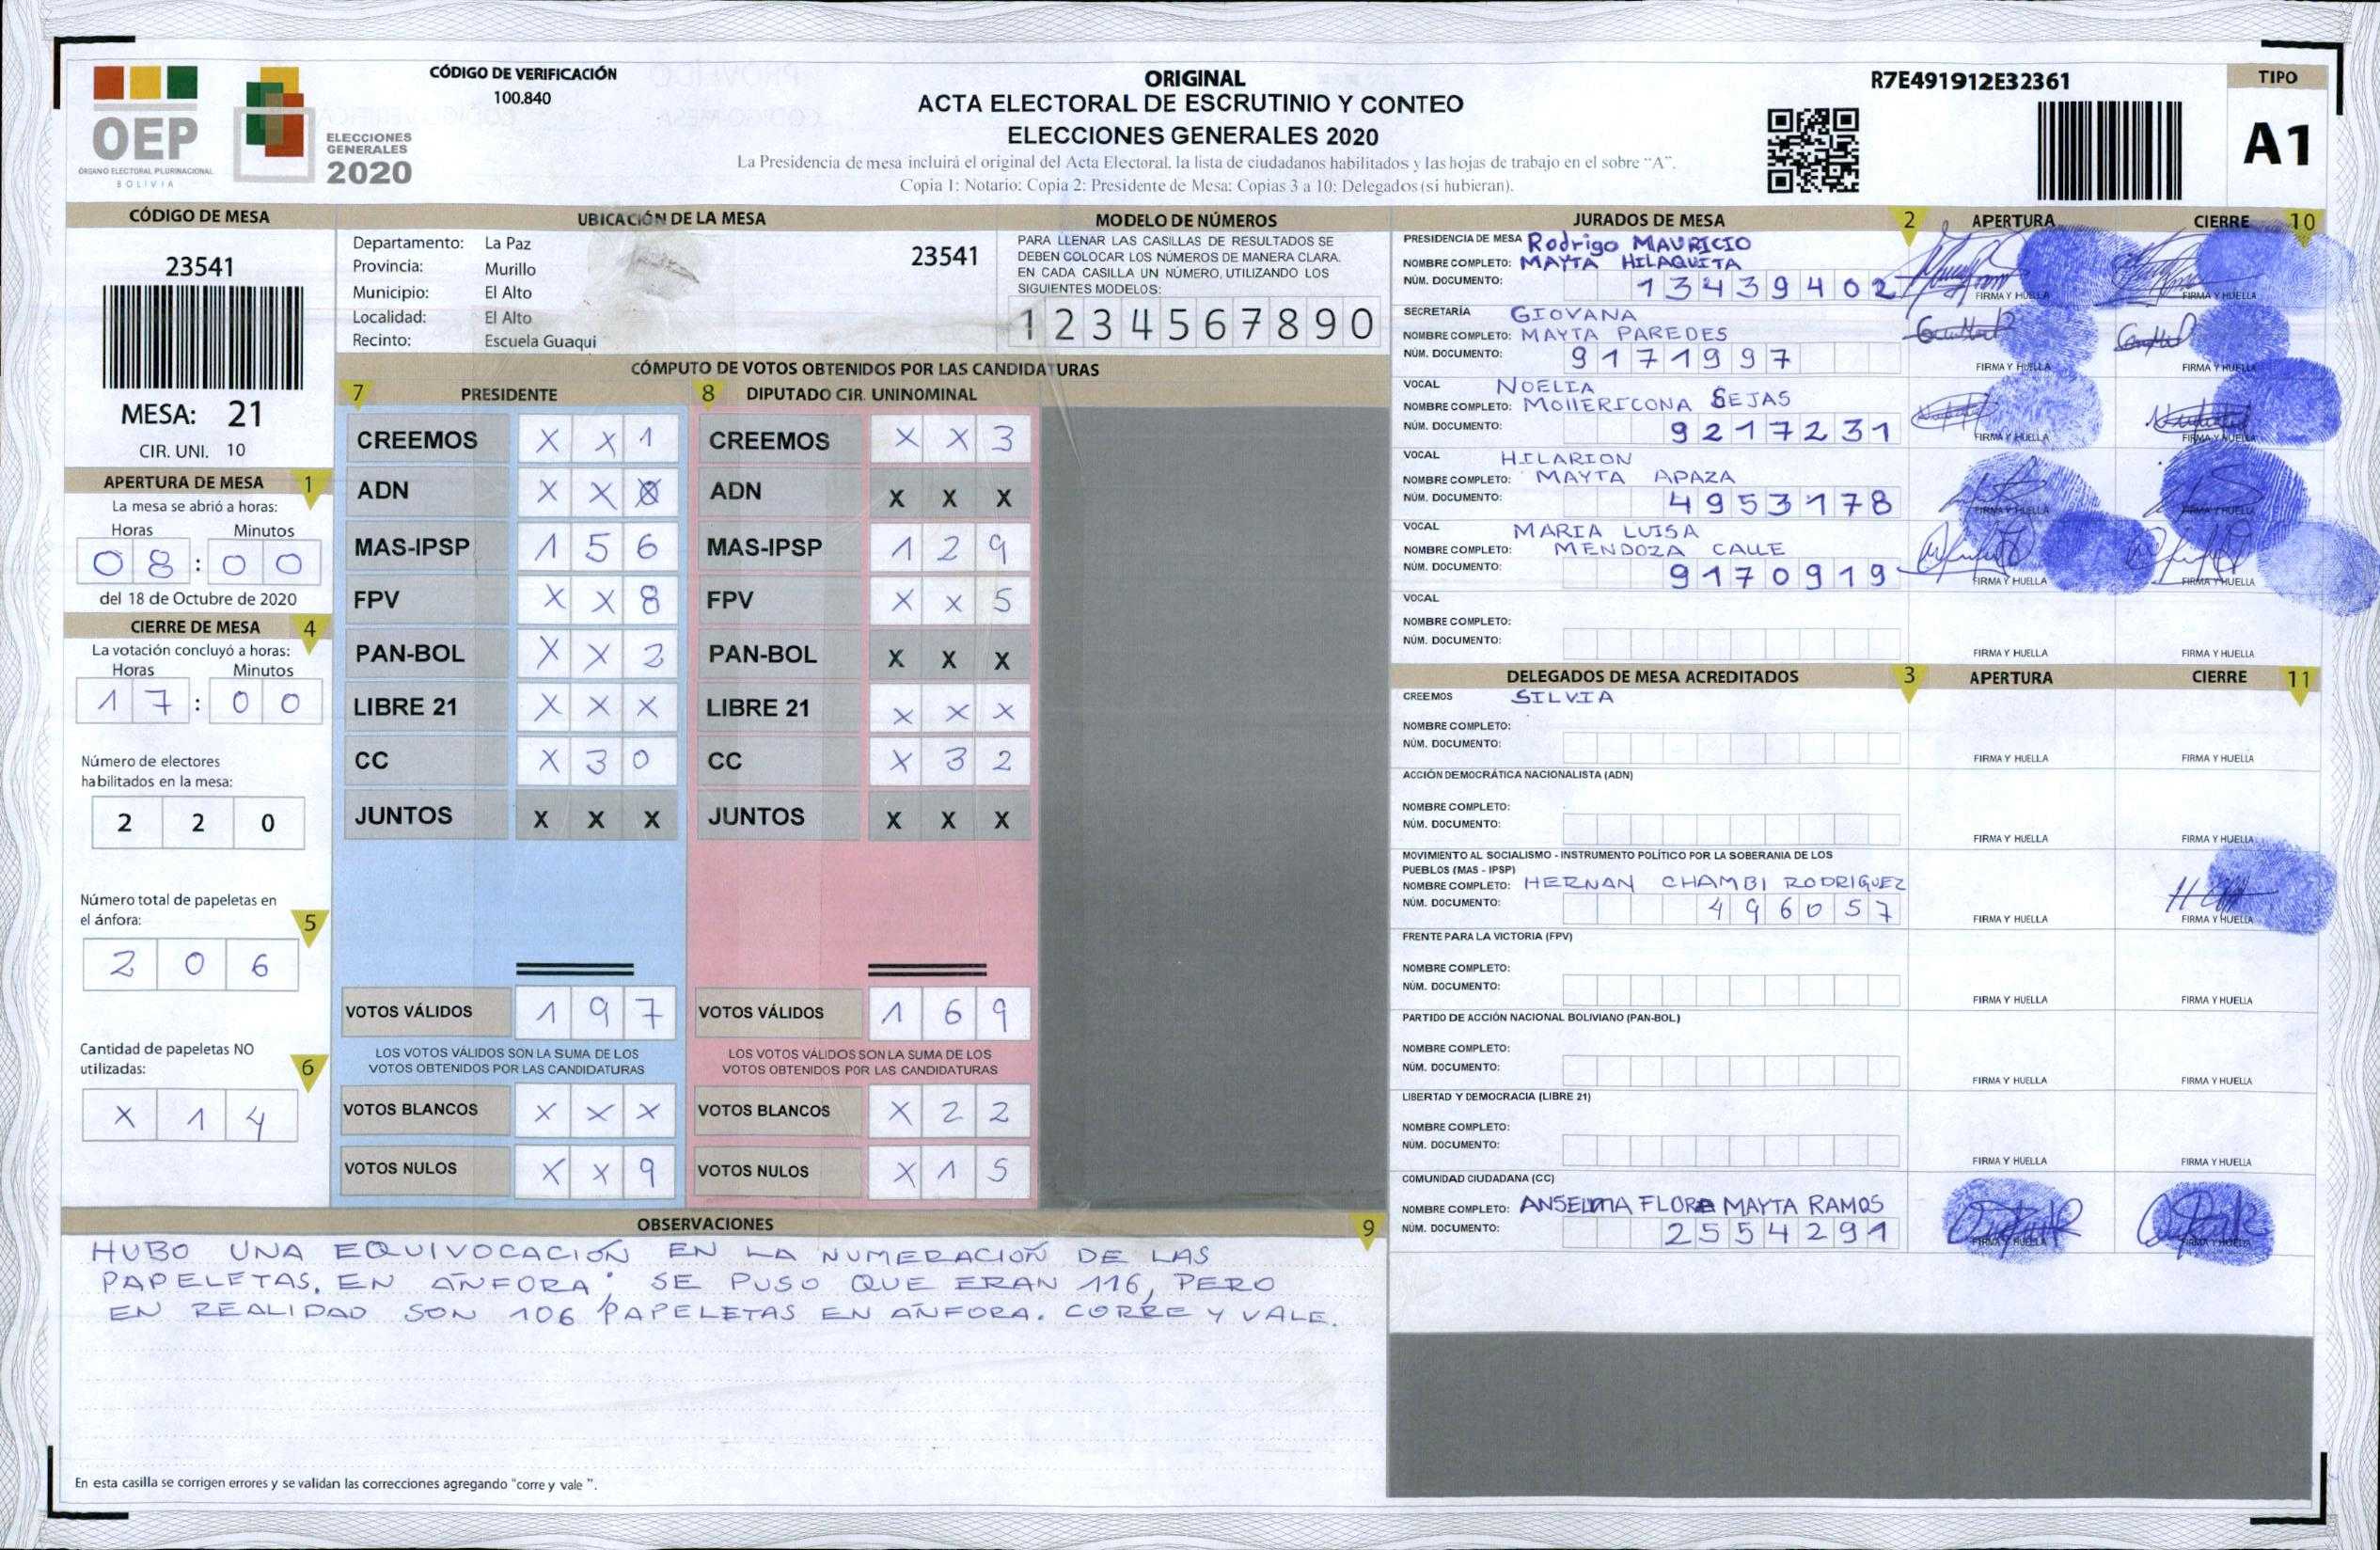 OEP
ÓRGANO ELECTORAL PLURINACIONAL
BOLIVIA
ELECCIONES
GENERALES
2020
CÓDIGO DE VERIFICACIÓN
100.840
ORIGINAL
ACTA ELECTORAL DE ESCRUTINIO Y CONTEO
ELECCIONES GENERALES 2020
La Presidencia de mesa incluirá el original del Acta Electoral, la lista de ciudadanos habilitados y las hojas de trabajo en el sobre "A".
Copia 1: Notario; Copia 2: Presidente de Mesa; Copias 3 a 10: Delegados (si hubieran).
R7E491912E32361
TIPO
A1
CÓDIGO DE MESA
23541
MESA: 21
CIR. UNI. 10
APERTURA DE MESA 1
La mesa se abrió a horas:
Horas Minutos
08:00
del 18 de Octubre de 2020
CIERRE DE MESA 4
La votación concluyó a horas:
Horas Minutos
17:00
Número de electores
habilitados en la mesa:
2 2 0
Número total de papeletas en
el ánfora: 5
2 0 6
Cantidad de papeletas NO
utilizadas: 6
X 1 4
UBICACIÓN DE LA MESA
Departamento: La Paz 23541
Provincia: Murillo
Municipio: El Alto
Localidad: El Alto
Recinto: Escuela Guaqui
MODELO DE NÚMEROS
PARA LLENAR LAS CASILLAS DE RESULTADOS SE
DEBEN COLOCAR LOS NÚMEROS DE MANERA CLARA.
EN CADA CASILLA UN NÚMERO, UTILIZANDO LOS
SIGUIENTES MODELOS:
1 2 3 4 5 6 7 8 9 0
CÓMPUTO DE VOTOS OBTENIDOS POR LAS CANDIDATURAS
7 PRESIDENTE 8 DIPUTADO CIR. UNINOMINAL
CREEMOS X X 1 CREEMOS X X 3
ADN X X ADN X X X
MAS-IPSP 1 5 6 MAS-IPSP 1 2 9
FPV X X 8 FPV X X 5
PAN-BOL X X 2 PAN-BOL X X X
LIBRE 21 X X X LIBRE 21 X X X
CC X 3 0 CC X 3 2
JUNTOS X X X JUNTOS X X X
VOTOS VÁLIDOS 1 9 7 VOTOS VÁLIDOS 1 6 9
LOS VOTOS VÁLIDOS SON LA SUMA DE LOS LOS VOTOS VÁLIDOS SON LA SUMA DE LOS
VOTOS OBTENIDOS POR LAS CANDIDATURAS VOTOS OBTENIDOS POR LAS CANDIDATURAS
VOTOS BLANCOS X X X VOTOS BLANCOS X 2 2
VOTOS NULOS X X 9 VOTOS NULOS X 1 5
OBSERVACIONES 9
HUBO UNA EQUIVOCACIÓN EN LA NUMERACIÓN DE LAS
PAPELETAS, EN ÁNFORA; SE PUSO QUE ERAN 116, PERO
EN REALIDAD SON 106 PAPELETAS EN ÁNFORA. CORRE Y VALE.
En esta casilla se corrigen errores y se validan las correcciones agregando "corre y vale ".
JURADOS DE MESA 2 APERTURA CIERRE 10
PRESIDENCIA DE MESA Rodrigo MAURICIO
NOMBRE COMPLETO: MAYTA HILAQUITA
NÚM. DOCUMENTO: 13439402 FIRMA Y HUELLA FIRMA Y HUELLA
SECRETARÍA GIOVANA
NOMBRE COMPLETO: MAYTA PAREDES
NÚM. DOCUMENTO: 9171997
FIRMA Y HUELLA FIRMA Y HUELLA
VOCAL NOELIA
NOMBRE COMPLETO: MOllERICONA SEJAS
NÚM. DOCUMENTO: 9217231 FIRMA Y HUELLA FIRMA Y HUELLA
VOCAL HILARION
NOMBRE COMPLETO: MAYTA APAZA
NÚM. DOCUMENTO: 4953178 FIRMA Y HUELLA FIRMA Y HUELLA
VOCAL MARIA LUISA
NOMBRE COMPLETO: MENDOZA CALLE
NÚM. DOCUMENTO: 9170919 FIRMA Y HUELLA FIRMA Y HUELLA
VOCAL
NOMBRE COMPLETO:
NÚM. DOCUMENTO:
FIRMA Y HUELLA FIRMA Y HUELLA
DELEGADOS DE MESA ACREDITADOS 3 APERTURA CIERRE 11
CREEMOS SILVIA
NOMBRE COMPLETO:
NÚM. DOCUMENTO:
FIRMA Y HUELLA FIRMA Y HUELLA
ACCIÓN DEMOCRÁTICA NACIONALISTA (ADN)
NOMBRE COMPLETO:
NÚM. DOCUMENTO:
FIRMA Y HUELLA FIRMA Y HUELLA
MOVIMIENTO AL SOCIALISMO - INSTRUMENTO POLÍTICO POR LA SOBERANIA DE LOS
PUEBLOS (MAS - IPSP)
NOMBRE COMPLETO: HERNAN CHAMBI RODRIGUEZ
NÚM. DOCUMENTO: 496057
FIRMA Y HUELLA FIRMA Y HUELLA
FRENTE PARA LA VICTORIA (FPV)
NOMBRE COMPLETO:
NÚM. DOCUMENTO:
FIRMA Y HUELLA FIRMA Y HUELLA
PARTIDO DE ACCIÓN NACIONAL BOLIVIANO (PAN-BOL)
NOMBRE COMPLETO:
NÚM. DOCUMENTO:
FIRMA Y HUELLA FIRMA Y HUELLA
LIBERTAD Y DEMOCRACIA (LIBRE 21)
NOMBRE COMPLETO:
NÚM. DOCUMENTO:
FIRMA Y HUELLA FIRMA Y HUELLA
COMUNIDAD CIUDADANA (CC)
NOMBRE COMPLETO: ANSELMA FLORA MAYTA RAMOS
NÚM. DOCUMENTO: 2554291
FIRMA Y HUELLA FIRMA Y HUELLA